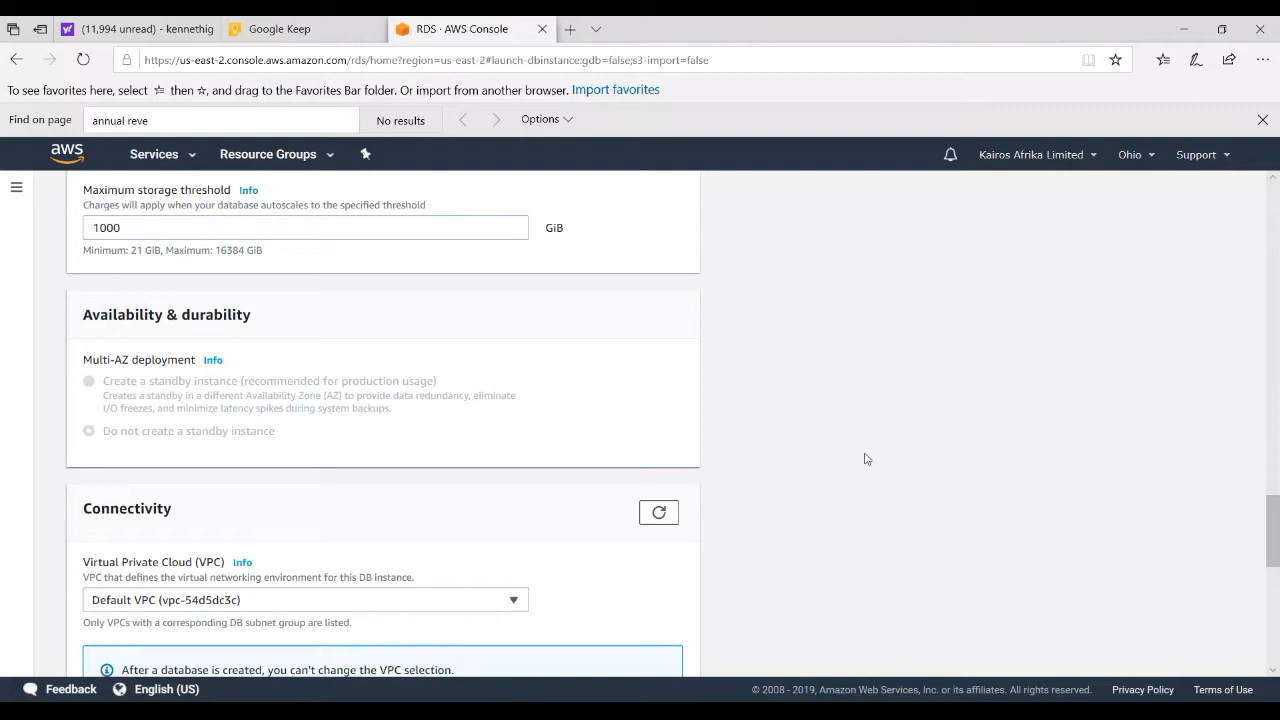 (11,994 unread) - kennethig
Google Keep
RDS · AWS Console
https://us-east-2.console.aws.amazon.com/rds/home?region=us-east-2#launch-dbinstance:gdb=false;s3-import=false
To see favorites here, select then ☆, and drag to the Favorites Bar folder. Or import from another browser. Import favorites
Find on page
annual reve
No results
Options
aws
Services
Resource Groups
Kairos Afrika Limited
Ohio
Support
Maximum storage threshold Info
Charges will apply when your database autoscales to the specified threshold
1000
GiB
Minimum: 21 GiB, Maximum: 16384 GiB
Availability & durability
Multi-AZ deployment Info
Create a standby instance (recommended for production usage)
Creates a standby in a different Availability Zone (AZ) to provide data redundancy, eliminate
I/O freezes, and minimize latency spikes during system backups.
Do not create a standby instance
Connectivity
Virtual Private Cloud (VPC) Info
VPC that defines the virtual networking environment for this DB instance.
Default VPC (vpc-54d5dc3c)
Only VPCs with a corresponding DB subnet group are listed.
After a database is created, you can't change the VPC selection.
Feedback
English (US)
© 2008 - 2019, Amazon Web Services, Inc. or its affiliates. All rights reserved.
Privacy Policy
Terms of Use